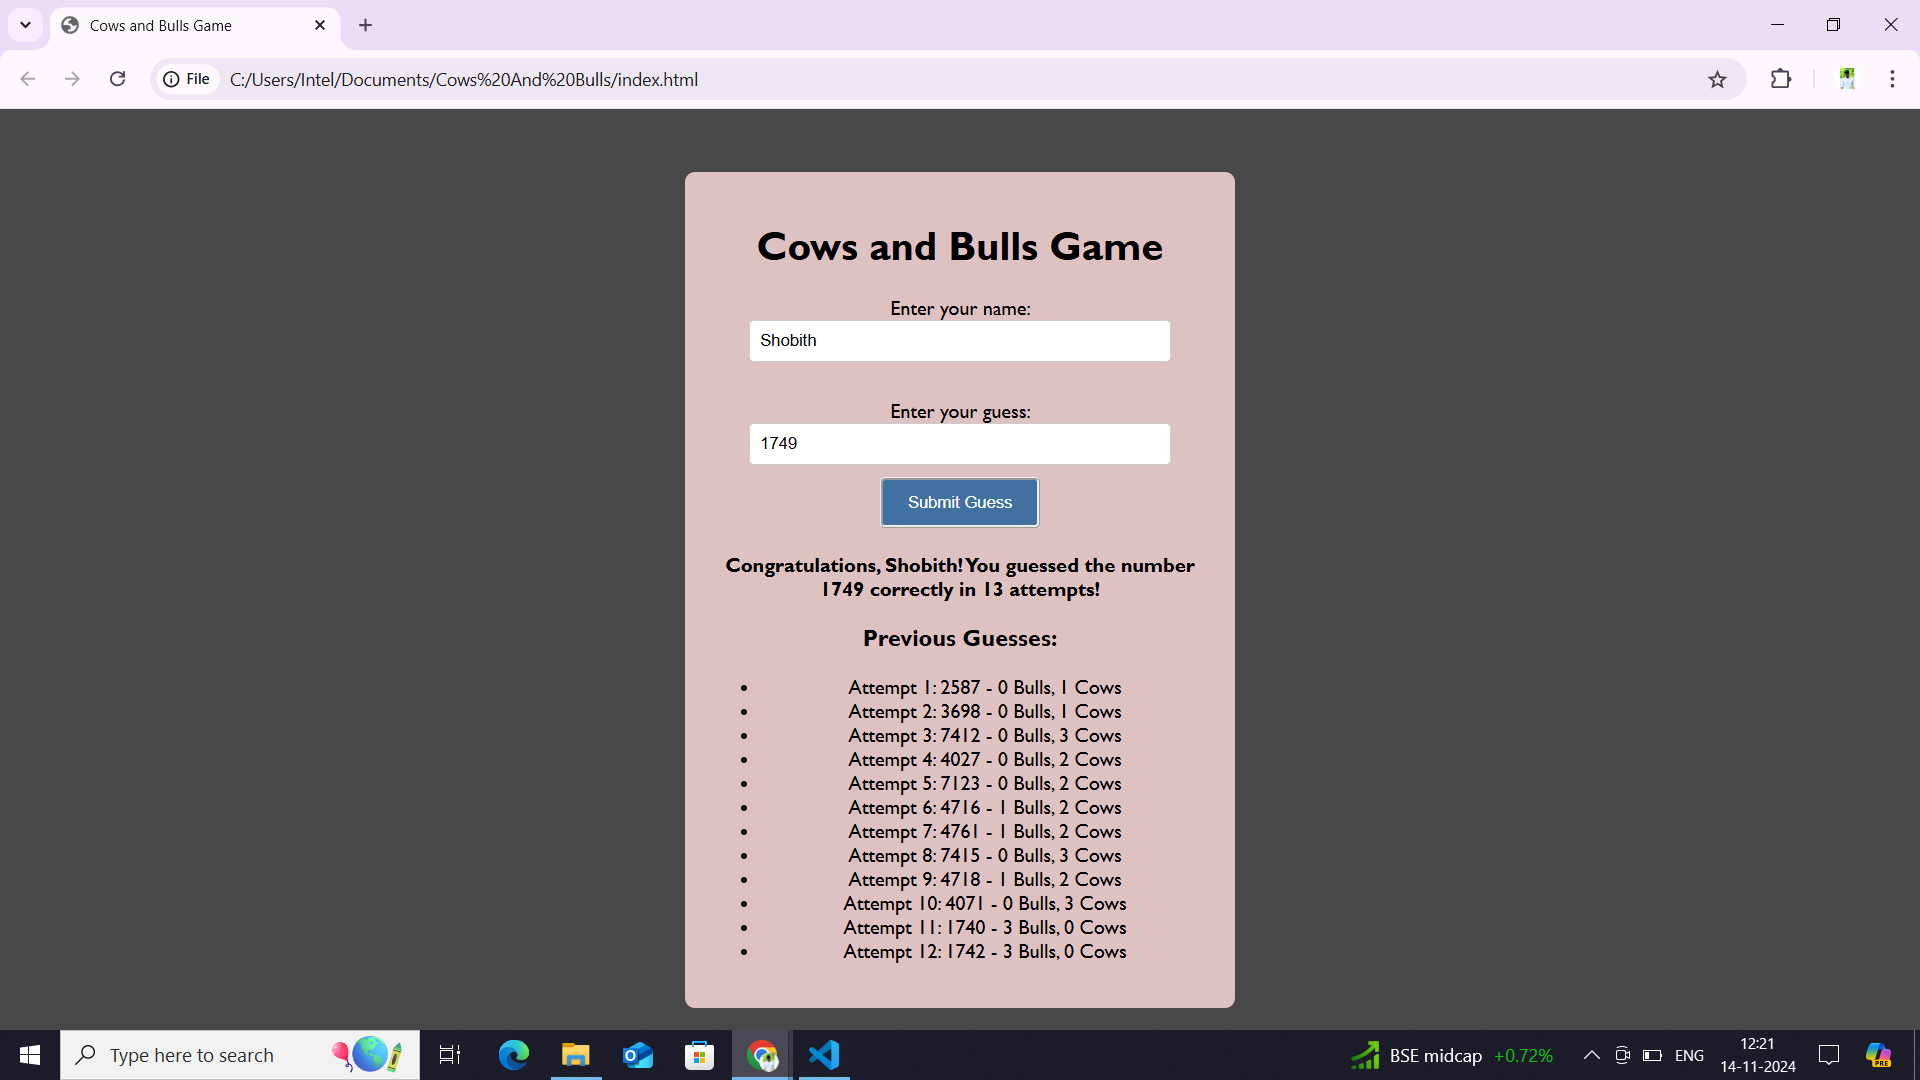 Cows and Bulls Game
File
C:/Users/Intel/Documents/Cows%20And%20Bulls/index.html
Cows and Bulls Game
Enter your name:
Shobith
Enter your guess:
1749
Submit Guess
Congratulations, Shobith! You guessed the number
1749 correctly in 13 attempts!
Previous Guesses:
• Attempt 1: 2587 - 0 Bulls, 1 Cows
• Attempt 2: 3698 - 0 Bulls, 1 Cows
• Attempt 3: 7412 - 0 Bulls, 3 Cows
• Attempt 4: 4027 - 0 Bulls, 2 Cows
• Attempt 5: 7123 - 0 Bulls, 2 Cows
• Attempt 6: 4716 - 1 Bulls, 2 Cows
• Attempt 7: 4761 - 1 Bulls, 2 Cows
• Attempt 8: 7415 - 0 Bulls, 3 Cows
• Attempt 9: 4718 - 1 Bulls, 2 Cows
• Attempt 10: 4071 - 0 Bulls, 3 Cows
• Attempt 11: 1740 - 3 Bulls, 0 Cows
• Attempt 12: 1742 - 3 Bulls, 0 Cows
Type here to search
BSE midcap +0.72%
ENG
12:21
14-11-2024
PRE